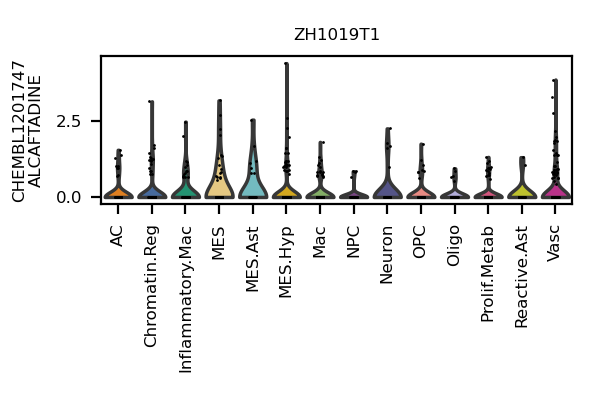 ZH1019T1
CHEMBL1201747
ALCAFTADINE
2.5
0.0
AC
Chromatin.Reg
Inflammatory.Mac
MES
MES.Ast
MES.Hyp
Mac
NPC
Neuron
OPC
Oligo
Prolif.Metab
Reactive.Ast
Vasc